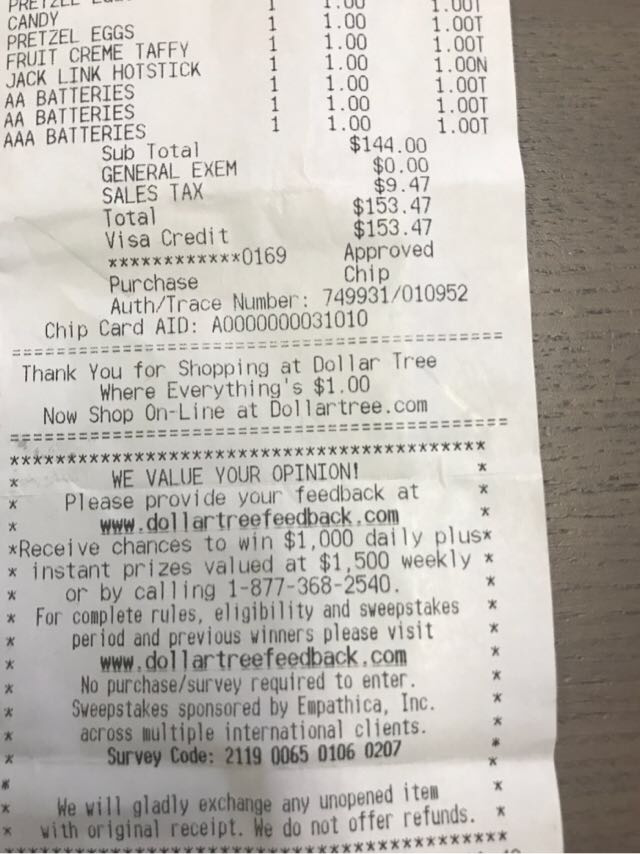 PRETZEL 1 1.00 1.00T
CANDY 1 1.00 1.00T
PRETZEL EGGS 1 1.00 1.00T
FRUIT CREME TAFFY 1 1.00 1.00T
JACK LINK HOTSTICK 1 1.00 1.00N
AA BATTERIES 1 1.00 1.00T
AA BATTERIES 1 1.00 1.00T
AAA BATTERIES 1 1.00 1.00T
Sub Total $144.00
GENERAL EXEM $0.00
SALES TAX $9.47
Total $153.47
Visa Credit $153.47
************0169 Approved
Purchase Chip
Auth/Trace Number: 749931/010952
Chip Card AID: A0000000031010
==================================================
Thank You for Shopping at Dollar Tree
Where Everything's $1.00
Now Shop On-Line at Dollartree.com
==================================================
******************************************
* WE VALUE YOUR OPINION! *
* Please provide your feedback at *
* www.dollartreefeedback.com *
*Receive chances to win $1,000 daily plus*
* instant prizes valued at $1,500 weekly *
* or by calling 1-877-368-2540. *
* For complete rules, eligibility and sweepstakes *
* period and previous winners please visit *
* www.dollartreefeedback.com *
* No purchase/survey required to enter. *
* Sweepstakes sponsored by Empathica, Inc. *
* across multiple international clients. *
* Survey Code: 2119 0065 0106 0207 *
* *
* We will gladly exchange any unopened item *
* with original receipt. We do not offer refunds. *
******************************************